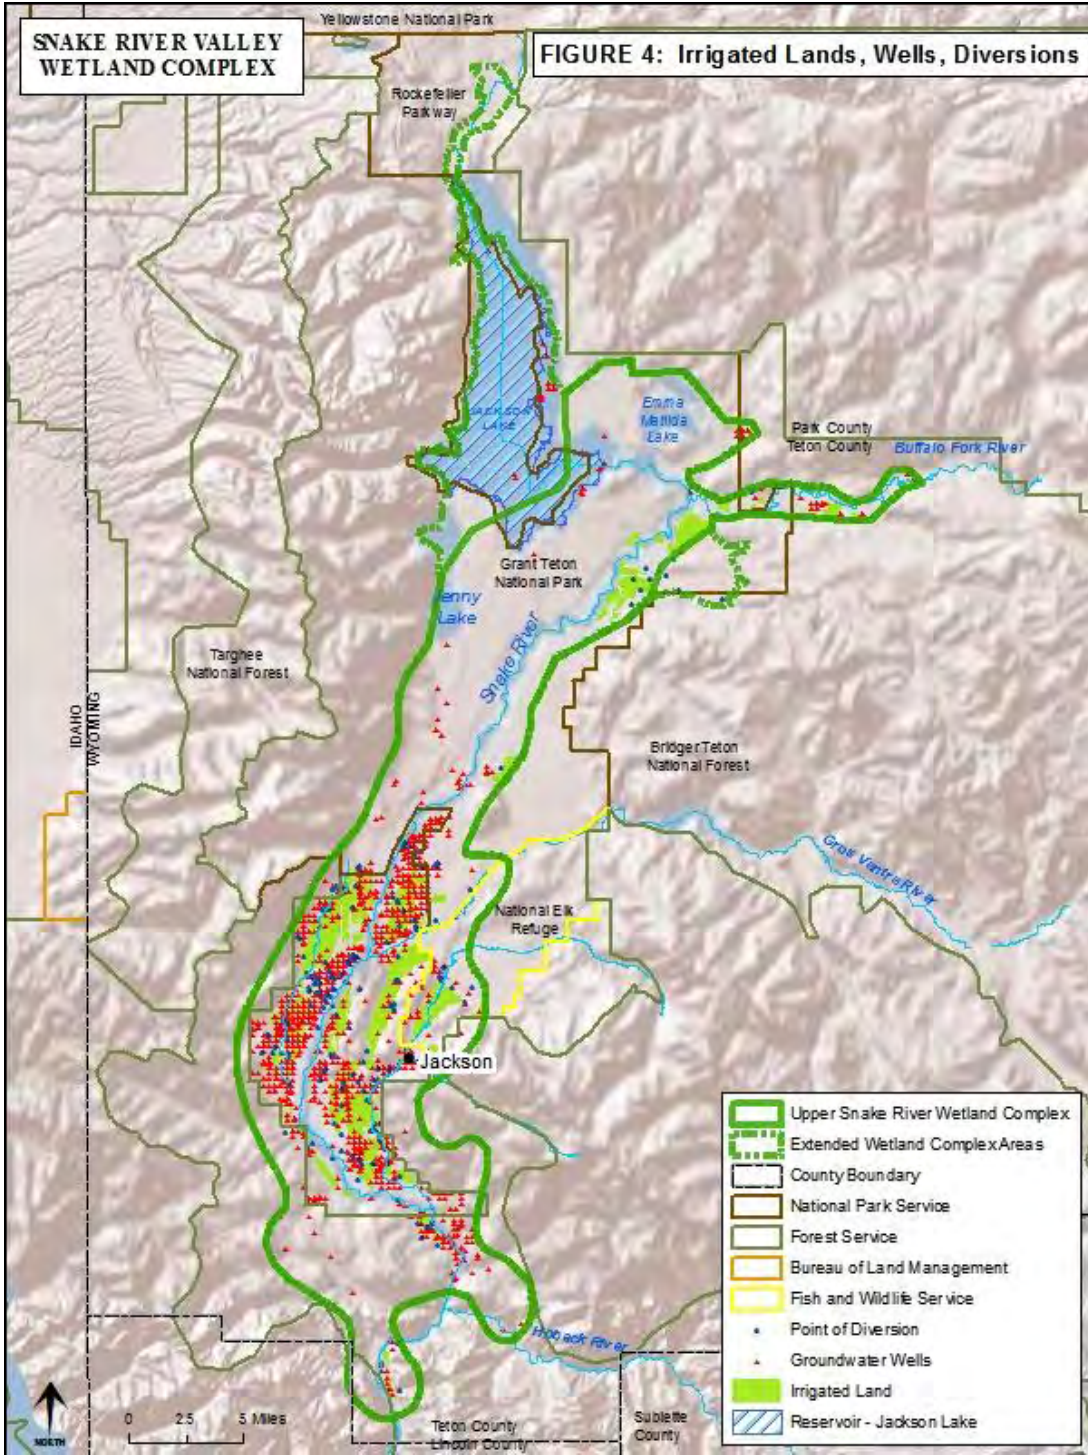 Yellowstone National Park
SNAKE RIVER VALLEY
WETLAND COMPLEX
FIGURE 4: Irrigated Lands, Wells, Diversions
Rockefeller
Parkway
JACKSON
LAKE
Emma
Matilda
Lake
Park County
Teton County
Buffalo Fork River
Grant Teton
National Park
enny
Lake
Snake River
Targhee
National Forest
IDAHO
WYOMING
Bridger Teton
National Forest
Gros Ventre River
National Elk
Refuge
Jackson
Upper Snake River Wetland Complex
Extended Wetland Complex Areas
County Boundary
National Park Service
Forest Service
Bureau of Land Management
Fish and Wildlife Service
Point of Diversion
Groundwater Wells
Irrigated Land
Reservoir - Jackson Lake
Hoback River
NORTH
0 2.5 5 Miles
Teton County
Lincoln County
Sublette
County